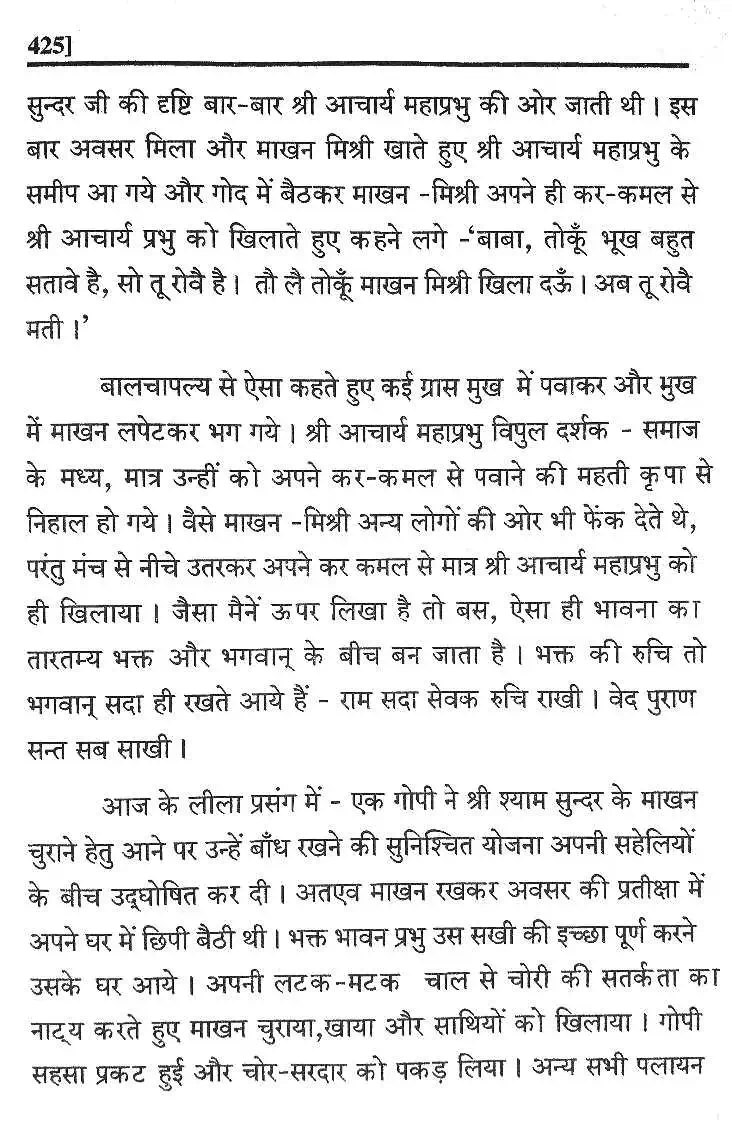 425]
सुन्दर जी की दृष्टि बार-बार श्री आचार्य महाप्रभु की ओर जाती थी । इस
बार अवसर मिला और माखन मिश्री खाते हुए श्री आचार्य महाप्रभु के
समीप आ गये और गोद में बैठकर माखन -मिश्री अपने ही कर-कमल से
श्री आचार्य प्रभु को खिलाते हुए कहने लगे -‘बाबा, तोकूँ भूख बहुत
सतावे है, सो तू रोवै है । तौ लै तोकूँ माखन मिश्री खिला दऊँ । अब तू रोवै
मती ।’
बालचापल्य से ऐसा कहते हुए कई ग्रास मुख में पवाकर और मुख
में माखन लपेटकर भग गये । श्री आचार्य महाप्रभु विपुल दर्शक - समाज
के मध्य, मात्र उन्हीं को अपने कर-कमल से पवाने की महती कृपा से
निहाल हो गये । वैसे माखन -मिश्री अन्य लोगों की ओर भी फेंक देते थे,
परंतु मंच से नीचे उतरकर अपने कर कमल से मात्र श्री आचार्य महाप्रभु को
ही खिलाया । जैसा मैनें ऊपर लिखा है तो बस, ऐसा ही भावना का
तारतम्य भक्त और भगवान् के बीच बन जाता है । भक्त की रुचि तो
भगवान् सदा ही रखते आये हैं - राम सदा सेवक रुचि राखी । वेद पुराण
सन्त सब साखी ।
आज के लीला प्रसंग में - एक गोपी ने श्री श्याम सुन्दर के माखन
चुराने हेतु आने पर उन्हें बाँध रखने की सुनिश्चित योजना अपनी सहेलियों
के बीच उद्घोषित कर दी । अतएव माखन रखकर अवसर की प्रतीक्षा में
अपने घर में छिपी बैठी थी । भक्त भावन प्रभु उस सखी की इच्छा पूर्ण करने
उसके घर आये । अपनी लटक-मटक चाल से चोरी की सतर्कता का
नाट्य करते हुए माखन चुराया,खाया और साथियों को खिलाया । गोपी
सहसा प्रकट हुई और चोर-सरदार को पकड़ लिया । अन्य सभी पलायन